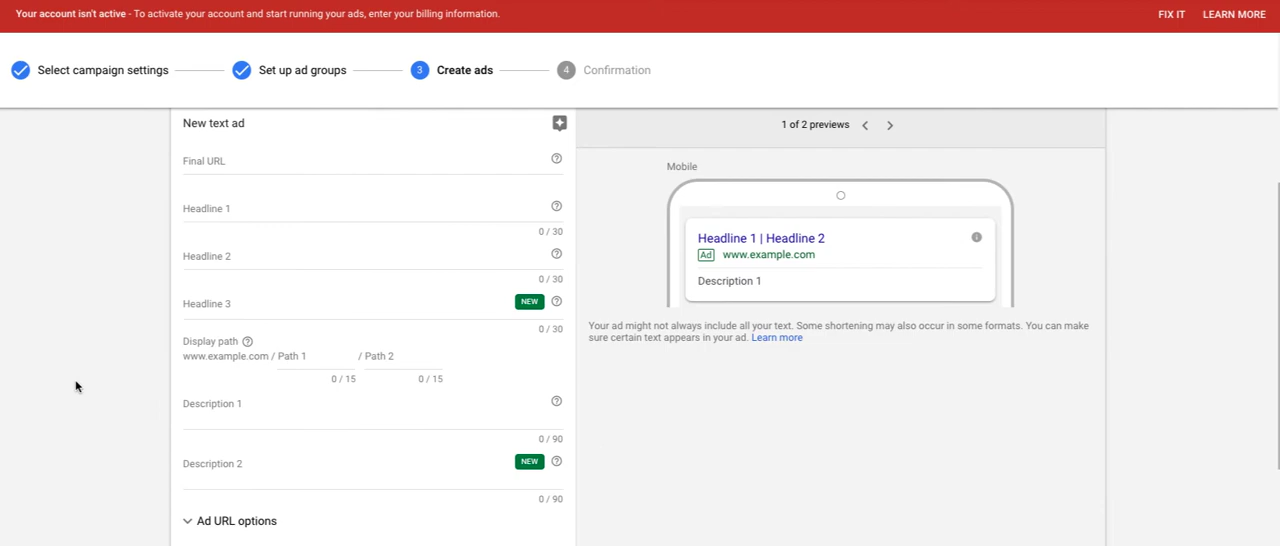 Your account isn't active - To activate your account and start running your ads, enter your billing information.
FIX IT LEARN MORE
Select campaign settings
Set up ad groups
3 Create ads
4 Confirmation
New text ad
1 of 2 previews
Final URL
Mobile
Headline 1
0 / 30
Headline 1 | Headline 2
Ad www.example.com
Headline 2
0 / 30
Description 1
Headline 3 NEW
0 / 30
Your ad might not always include all your text. Some shortening may also occur in some formats. You can make
sure certain text appears in your ad. Learn more
Display path
www.example.com / Path 1 / Path 2
0 / 15 0 / 15
Description 1
0 / 90
Description 2 NEW
0 / 90
Ad URL options